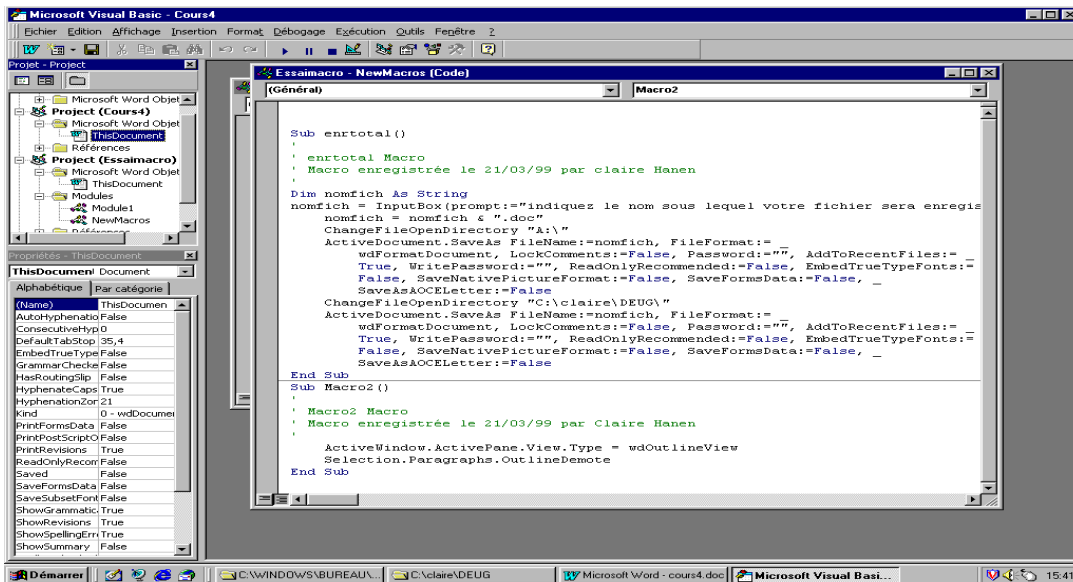 Microsoft Visual Basic - Cours4
Fichier Edition Affichage Insertion Format Débogage Exécution Outils Fenêtre ?
Projet - Project
Microsoft Word Objet
Project (Cours4)
Microsoft Word Objet
ThisDocument
Références
Project (Essaimacro)
Microsoft Word Objet
ThisDocument
Modules
Module1
NewMacros
Références
Propriétés - ThisDocument
ThisDocument Document
Alphabétique Par catégorie
(Name) ThisDocumen
AutoHyphenatio False
ConsecutiveHyp 0
DefaultTabStop 35,4
EmbedTrueType False
GrammarChecke False
HasRoutingSlip False
HyphenateCaps True
HyphenationZor 21
Kind 0 - wdDocumen
PrintFormsData False
PrintPostScriptO False
PrintRevisions True
ReadOnlyRecom False
Saved False
SaveFormsData False
SaveSubsetFont False
ShowGrammatic. True
ShowRevisions True
ShowSpellingErr True
ShowSummary False
Essaimacro - NewMacros (Code)
(Général) Macro2
Sub enrtotal()
'
' enrtotal Macro
' Macro enregistrée le 21/03/99 par claire Hanen
'
Dim nomfich As String
nomfich = InputBox(prompt:="indiquez le nom sous lequel votre fichier sera enregis
nomfich = nomfich & ".doc"
ChangeFileOpenDirectory "A:\"
ActiveDocument.SaveAs FileName:=nomfich, FileFormat:= _
wdFormatDocument, LockComments:=False, Password:="", AddToRecentFiles:= _
True, WritePassword:="", ReadOnlyRecommended:=False, EmbedTrueTypeFonts:= _
False, SaveNativePictureFormat:=False, SaveFormsData:=False, _
SaveAsAOCELetter:=False
ChangeFileOpenDirectory "C:\claire\DEUG\"
ActiveDocument.SaveAs FileName:=nomfich, FileFormat:= _
wdFormatDocument, LockComments:=False, Password:="", AddToRecentFiles:= _
True, WritePassword:="", ReadOnlyRecommended:=False, EmbedTrueTypeFonts:= _
False, SaveNativePictureFormat:=False, SaveFormsData:=False, _
SaveAsAOCELetter:=False
End Sub
Sub Macro2()
'
' Macro2 Macro
' Macro enregistrée le 21/03/99 par Claire Hanen
'
ActiveWindow.ActivePane.View.Type = wdOutlineView
Selection.Paragraphs.OutlineDemote
End Sub
Démarrer C:\WINDOWS\BUREAU\... C:\claire\DEUG Microsoft Word - cours4.doc Microsoft Visual Basi... 15:41